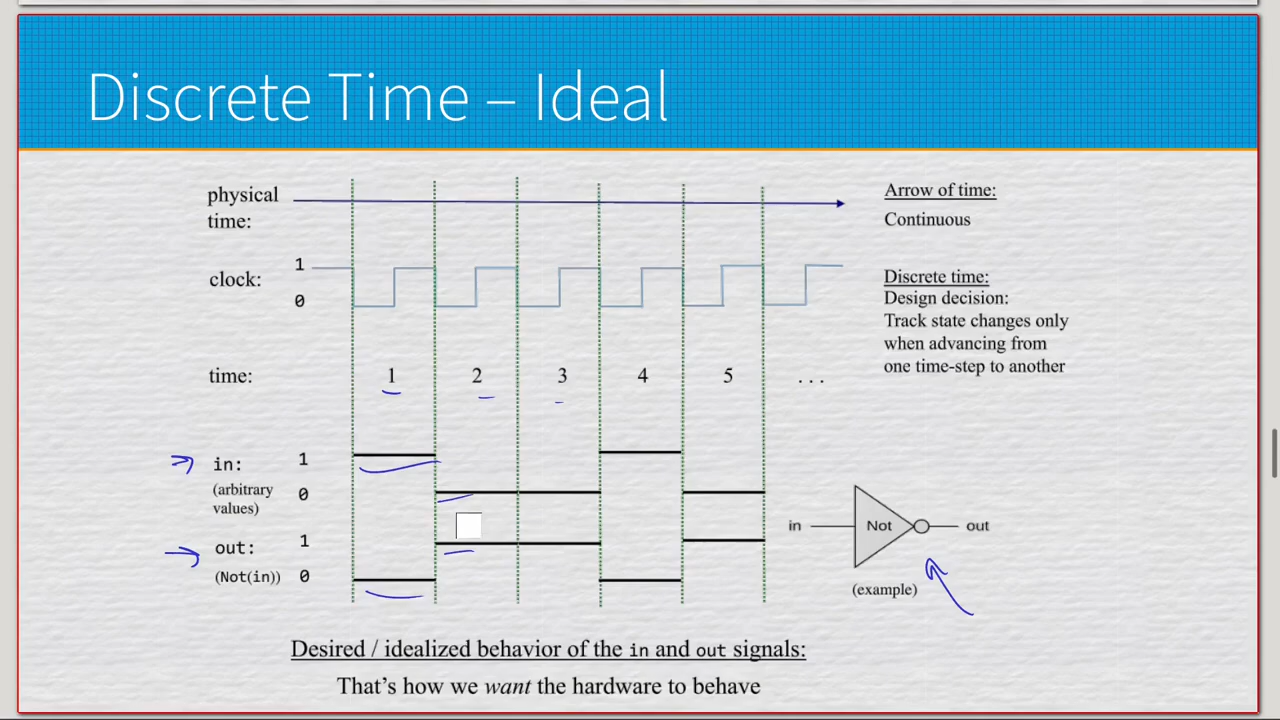 Discrete Time – Ideal
physical
time:
Arrow of time:
Continuous
clock:
1
0
Discrete time:
Design decision:
Track state changes only
when advancing from
one time-step to another
time:
1 2 3 4 5 . . .
in:
(arbitrary
values)
1
0
out:
(Not(in))
1
0
in Not out
(example)
Desired / idealized behavior of the in and out signals:
That’s how we want the hardware to behave